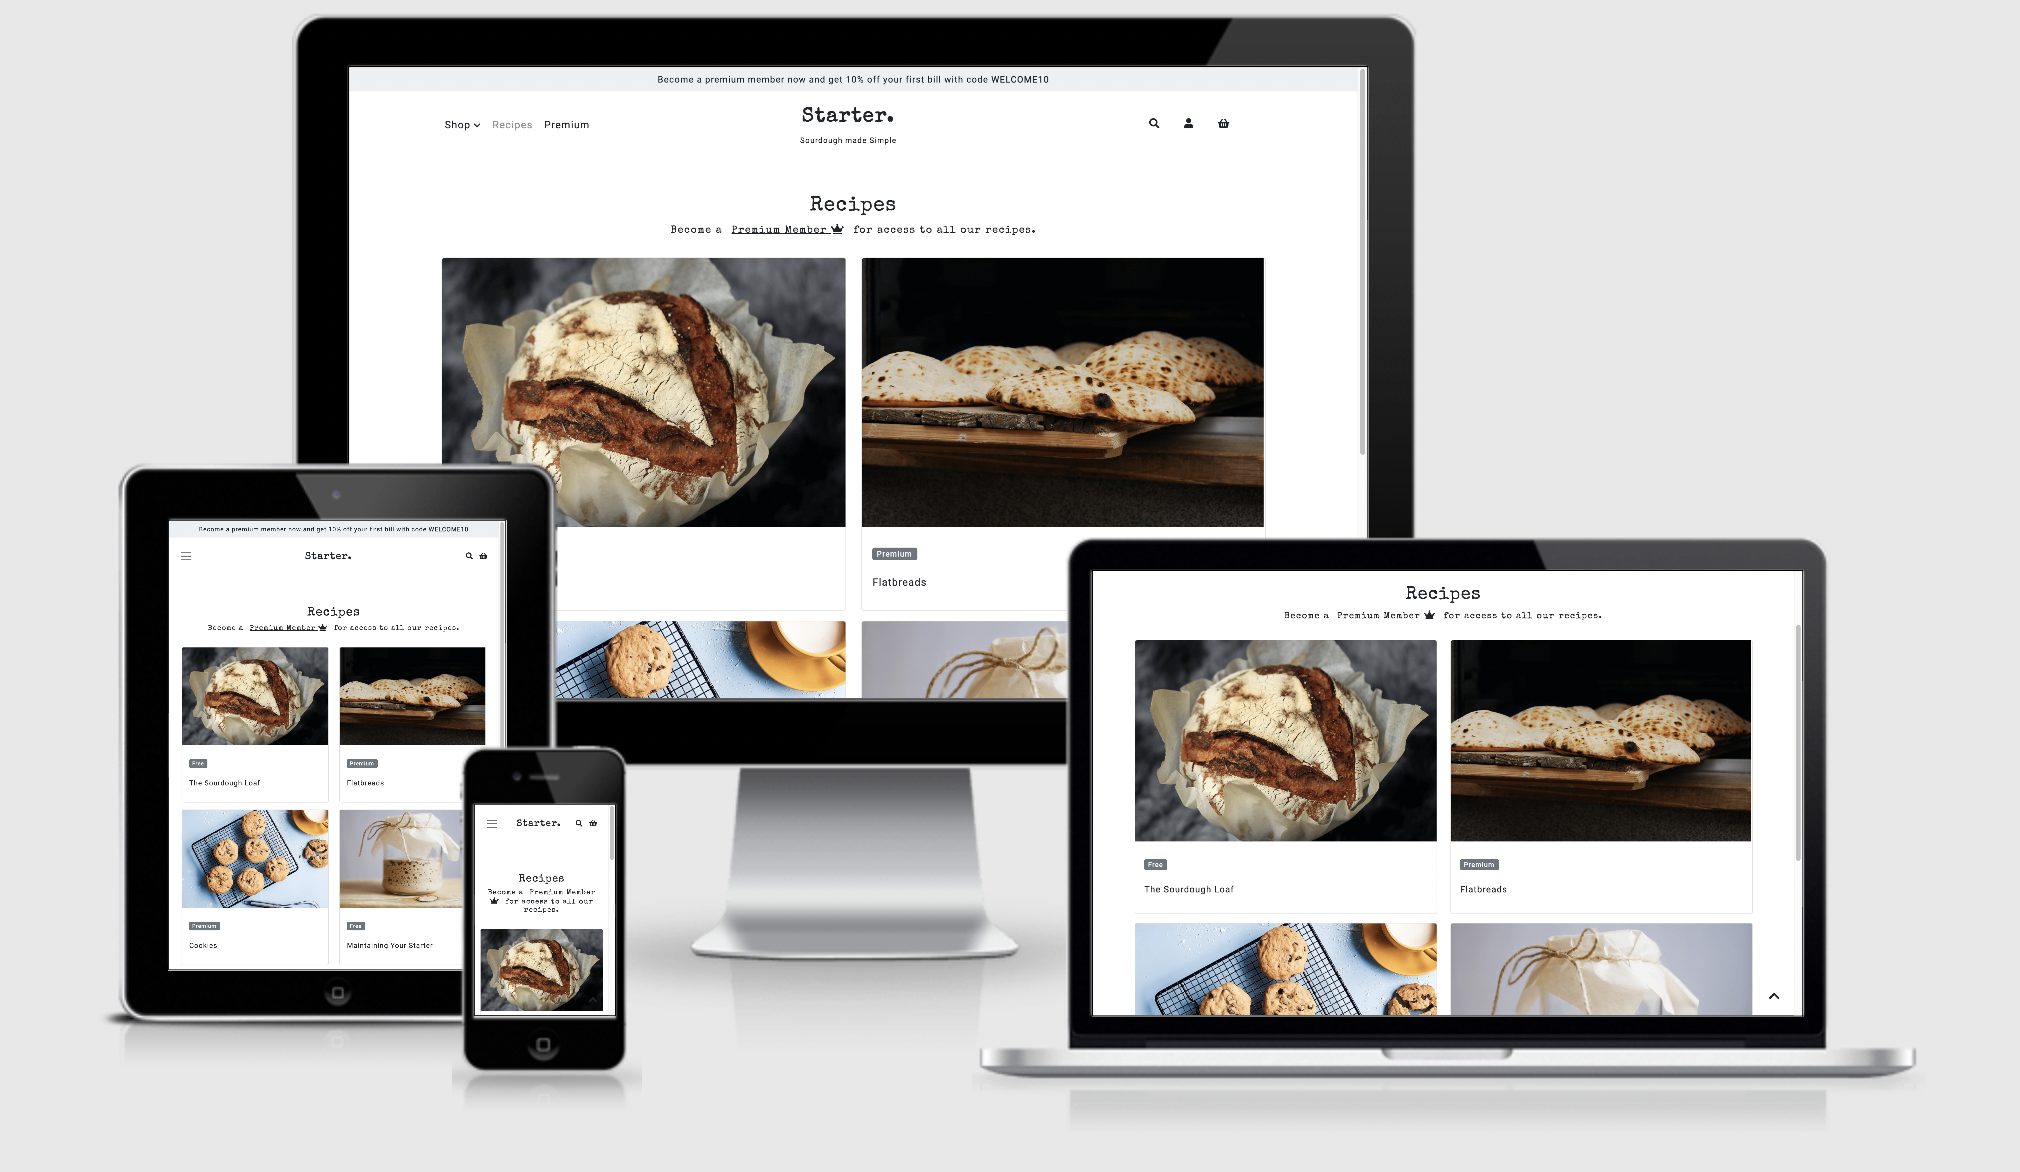 Become a premium member now and get 10% off your first bill with code WELCOME10
Shop Recipes Premium
Starter.
Sourdough made Simple
Recipes
Become a Premium Member for access to all our recipes.
Premium
Flatbreads
Become a premium member now and get 10% off your first bill with code WELCOME10
Starter.
Recipes
Become a Premium Member for access to all our recipes.
Free
The Sourdough Loaf
Premium
Flatbreads
Premium
Cookies
Free
Maintaining Your Starter
Starter.
Recipes
Become a Premium Member
for access to all our
recipes.
Recipes
Become a Premium Member for access to all our recipes.
Free
The Sourdough Loaf
Premium
Flatbreads